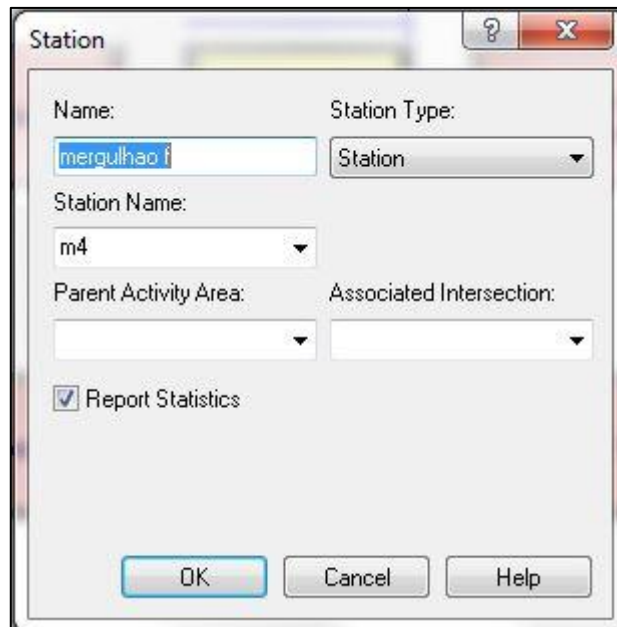 Station
?
X
Name: Station Type:
mergulhao f Station
Station Name:
m4
Parent Activity Area: Associated Intersection:
Report Statistics
OK Cancel Help